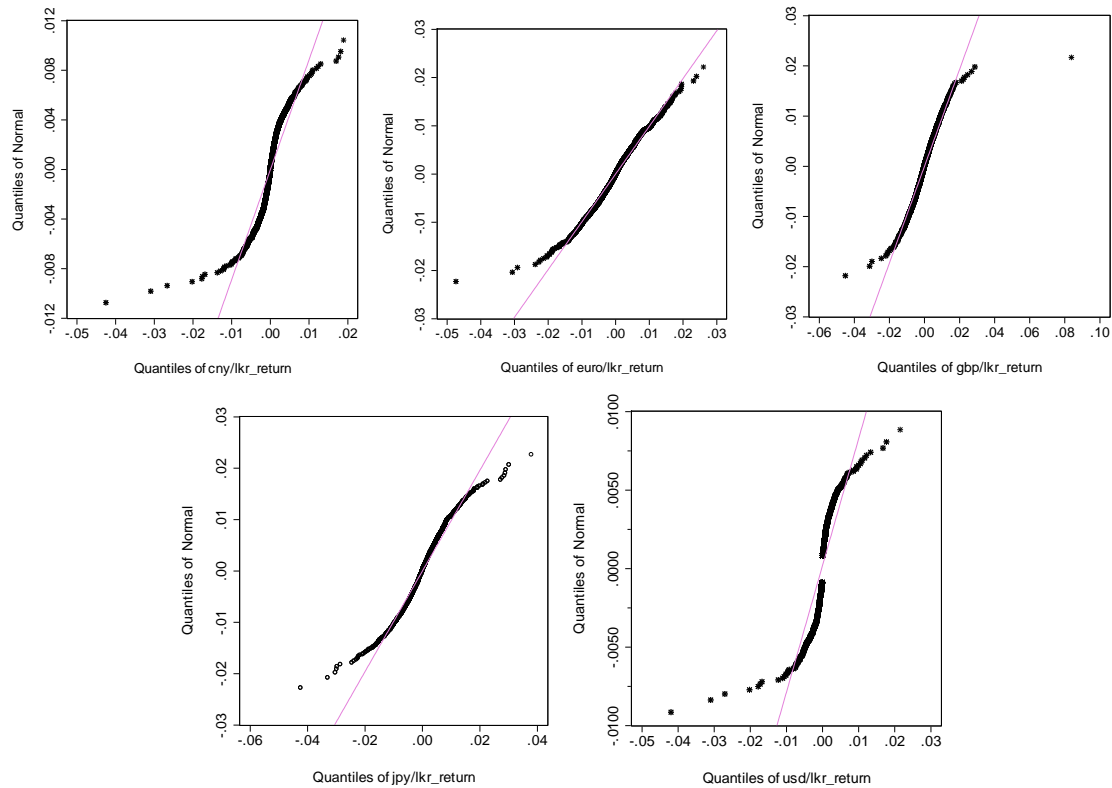 .012
.008
.004
.000
-.004
-.008
-.012
Quantiles of Normal
-.05 -.04 -.03 -.02 -.01 .00 .01 .02
Quantiles of cny/lkr_return
.03
.02
.01
.00
-.01
-.02
-.03
Quantiles of Normal
-.05 -.04 -.03 -.02 -.01 .00 .01 .02 .03
Quantiles of euro/lkr_return
.03
.02
.01
.00
-.01
-.02
-.03
Quantiles of Normal
-.06 -.04 -.02 .00 .02 .04 .06 .08 .10
Quantiles of gbp/lkr_return
.03
.02
.01
.00
-.01
-.02
-.03
Quantiles of Normal
-.06 -.04 -.02 .00 .02 .04
Quantiles of jpy/lkr_return
.0100
.0050
.0000
-.0050
-.0100
Quantiles of Normal
-.05 -.04 -.03 -.02 -.01 .00 .01 .02 .03
Quantiles of usd/lkr_return